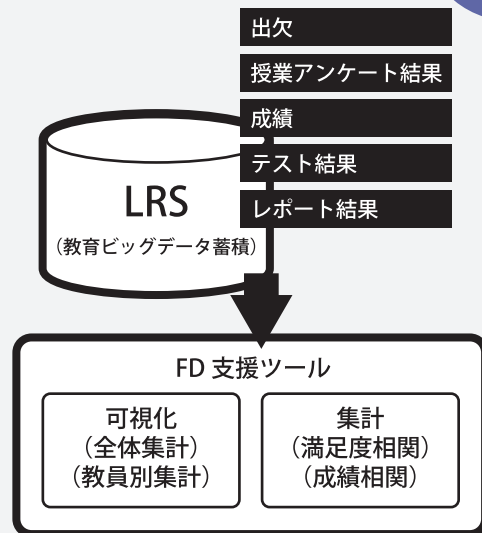 出欠
授業アンケート結果
成績
テスト結果
レポート結果
LRS
（教育ビッグデータ蓄積）
FD 支援ツール
可視化
（全体集計）
（教員別集計）
集計
（満足度相関）
（成績相関）